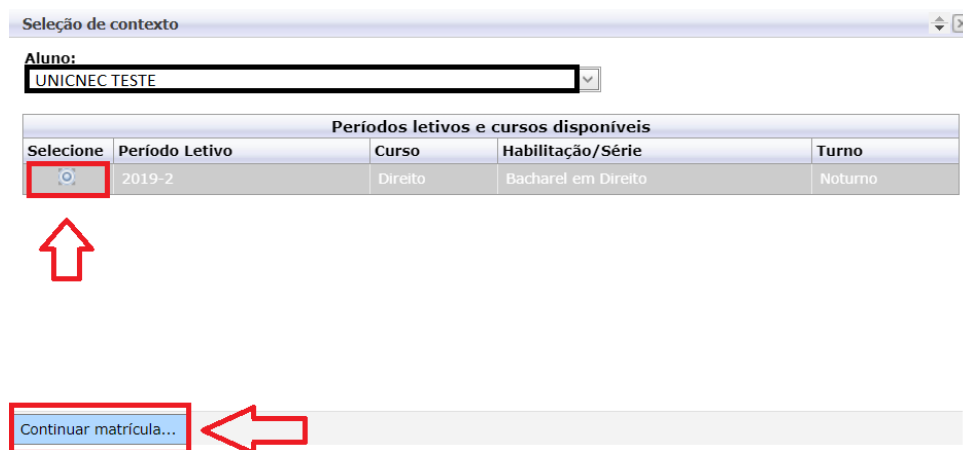 Seleção de contexto
Aluno:
UNICNEC TESTE
Períodos letivos e cursos disponíveis
Selecione Período Letivo Curso Habilitação/Série Turno
2019-2 Direito Bacharel em Direito Noturno
Continuar matrícula...